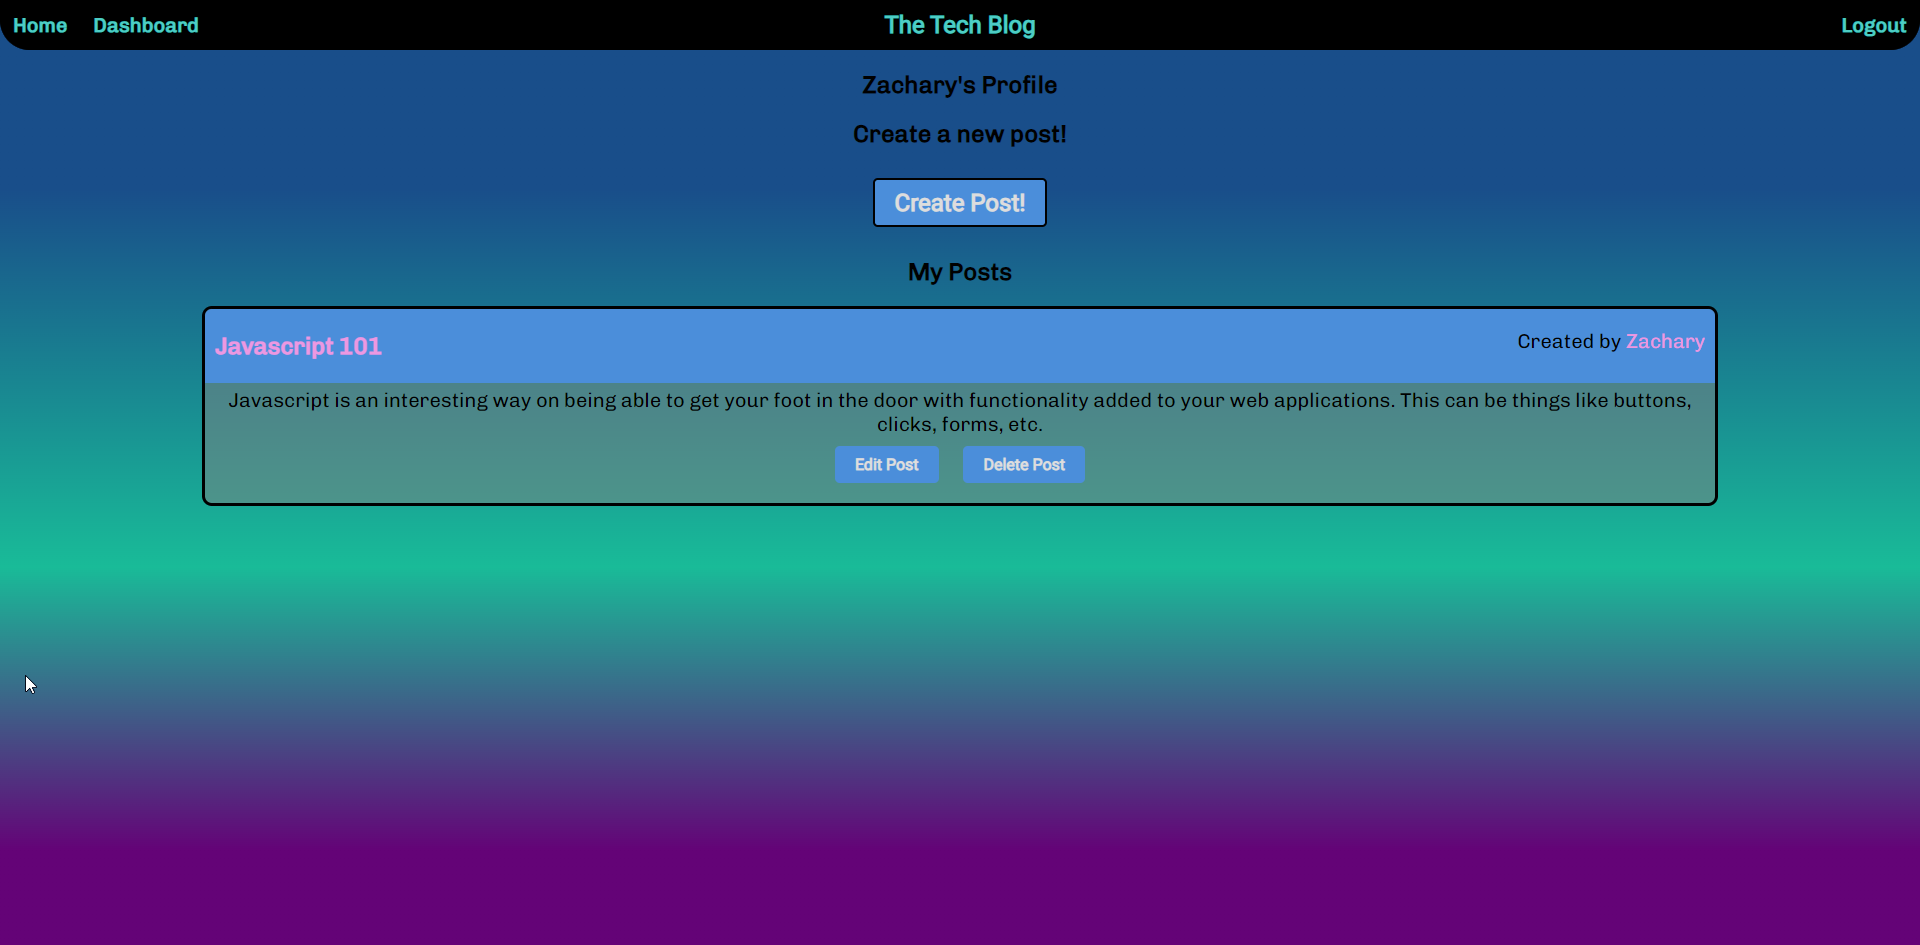 Home Dashboard The Tech Blog Logout
Zachary's Profile
Create a new post!
Create Post!
My Posts
Javascript 101 Created by Zachary
Javascript is an interesting way on being able to get your foot in the door with functionality added to your web applications. This can be things like buttons,
clicks, forms, etc.
Edit Post Delete Post